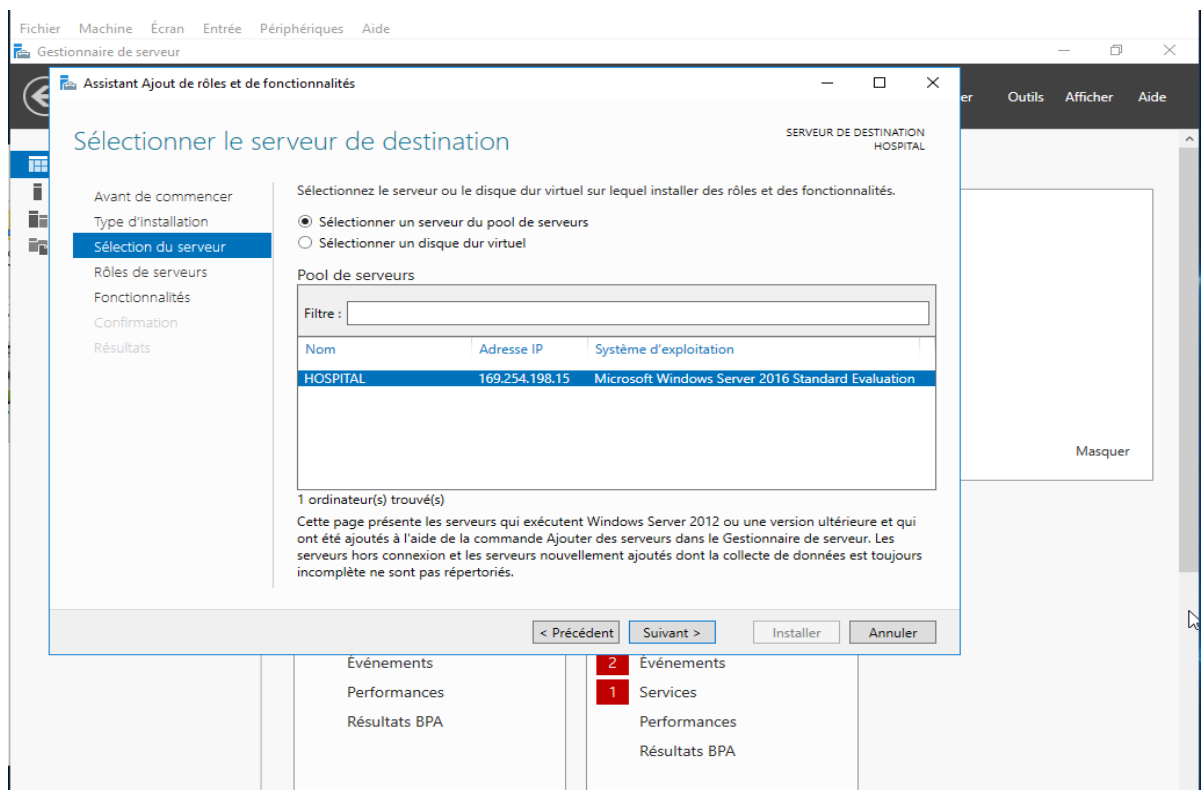 Fichier Machine Écran Entrée Périphériques Aide
Gestionnaire de serveur
Assistant Ajout de rôles et de fonctionnalités
er Outils Afficher Aide
Sélectionner le serveur de destination
SERVEUR DE DESTINATION
HOSPITAL
Avant de commencer
Type d'installation
Sélection du serveur
Rôles de serveurs
Fonctionnalités
Confirmation
Résultats
Sélectionnez le serveur ou le disque dur virtuel sur lequel installer des rôles et des fonctionnalités.
Sélectionner un serveur du pool de serveurs
Sélectionner un disque dur virtuel
Pool de serveurs
Filtre :
Nom Adresse IP Système d'exploitation
HOSPITAL 169.254.198.15 Microsoft Windows Server 2016 Standard Evaluation
1 ordinateur(s) trouvé(s)
Cette page présente les serveurs qui exécutent Windows Server 2012 ou une version ultérieure et qui
ont été ajoutés à l'aide de la commande Ajouter des serveurs dans le Gestionnaire de serveur. Les
serveurs hors connexion et les serveurs nouvellement ajoutés dont la collecte de données est toujours
incomplète ne sont pas répertoriés.
Masquer
< Précédent Suivant > Installer Annuler
Événements
Performances
Résultats BPA
2 Événements
1 Services
Performances
Résultats BPA